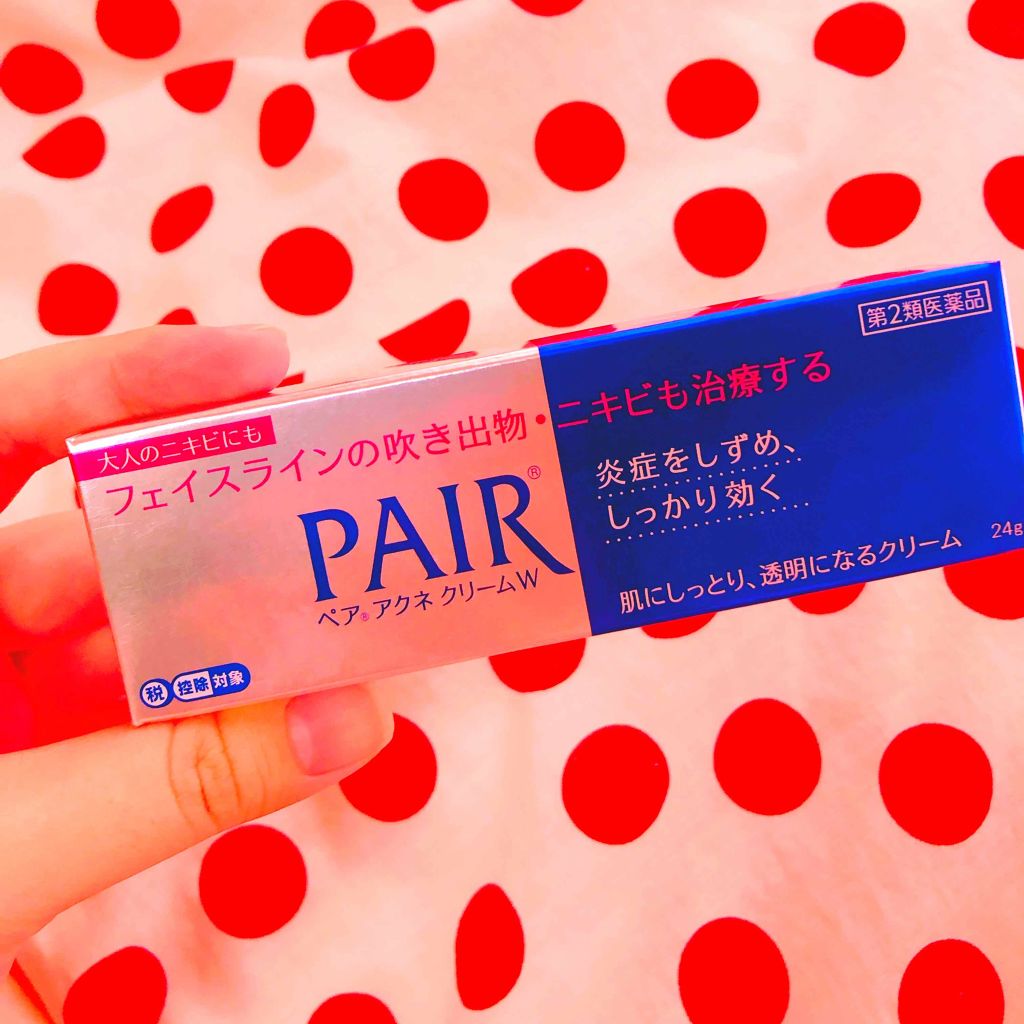 第2類医薬品
大人のニキビにも
フェイスラインの吹き出物・ニキビも治療する
PAIR®
ペア®アクネ クリームW
炎症をしずめ、
しっかり効く
肌にしっとり、透明になるクリーム
24g
税 控除対象